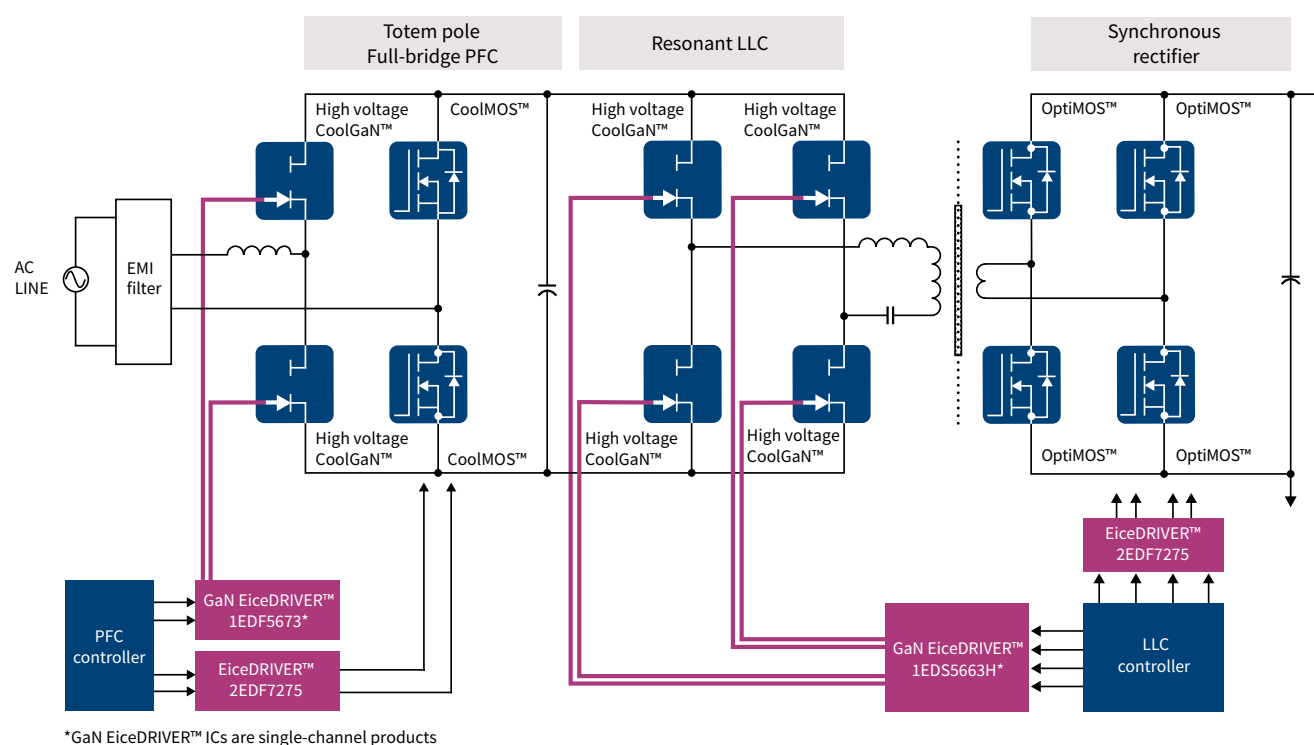 Totem pole
Full-bridge PFC
Resonant LLC
Synchronous
rectifier
High voltage
CoolGaN™
CoolMOS™
High voltage
CoolGaN™
High voltage
CoolGaN™
OptiMOS™
OptiMOS™
AC
LINE
EMI
filter
High voltage
CoolGaN™
CoolMOS™
High voltage
CoolGaN™
High voltage
CoolGaN™
OptiMOS™
OptiMOS™
EiceDRIVER™
2EDF7275
PFC
controller
GaN EiceDRIVER™
1EDF5673*
EiceDRIVER™
2EDF7275
GaN EiceDRIVER™
1EDS5663H*
LLC
controller
*GaN EiceDRIVER™ ICs are single-channel products